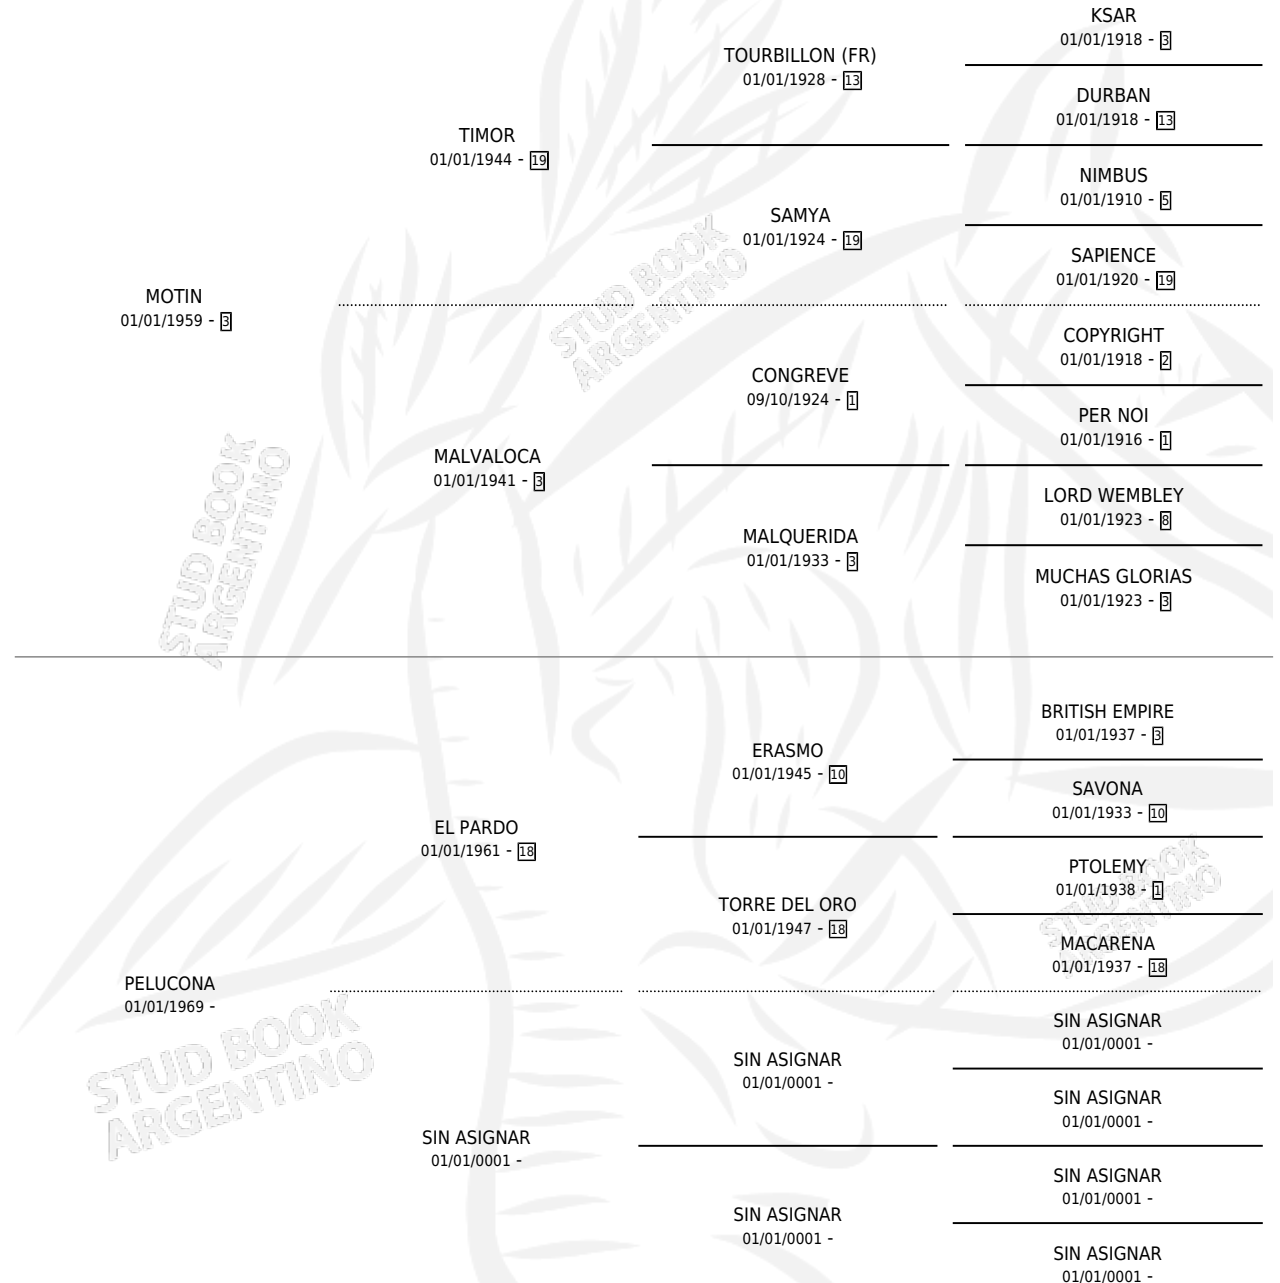 KSAR
01/01/1918 - 3
TOURBILLON (FR)
01/01/1928 - 13
DURBAN
01/01/1918 - 13
TIMOR
01/01/1944 - 19
NIMBUS
01/01/1910 - 5
SAMYA
01/01/1924 - 19
SAPIENCE
01/01/1920 - 19
MOTIN
01/01/1959 - 3
COPYRIGHT
01/01/1918 - 2
CONGREVE
09/10/1924 - 1
PER NOI
01/01/1916 - 1
MALVALOCA
01/01/1941 - 3
LORD WEMBLEY
01/01/1923 - 8
MALQUERIDA
01/01/1933 - 3
MUCHAS GLORIAS
01/01/1923 - 3
BRITISH EMPIRE
01/01/1937 - 3
ERASMO
01/01/1945 - 10
SAVONA
01/01/1933 - 10
EL PARDO
01/01/1961 - 18
PTOLEMY
01/01/1938 - 1
TORRE DEL ORO
01/01/1947 - 18
MACARENA
01/01/1937 - 18
PELUCONA
01/01/1969 -
SIN ASIGNAR
01/01/0001 -
SIN ASIGNAR
01/01/0001 -
SIN ASIGNAR
01/01/0001 -
SIN ASIGNAR
01/01/0001 -
SIN ASIGNAR
01/01/0001 -
SIN ASIGNAR
01/01/0001 -
SIN ASIGNAR
01/01/0001 -
STUD BOOK
ARGENTINO
STUD BOOK
ARGENTINO
STUD BOOK
ARGENTINO
STUD BOOK
ARGENTINO